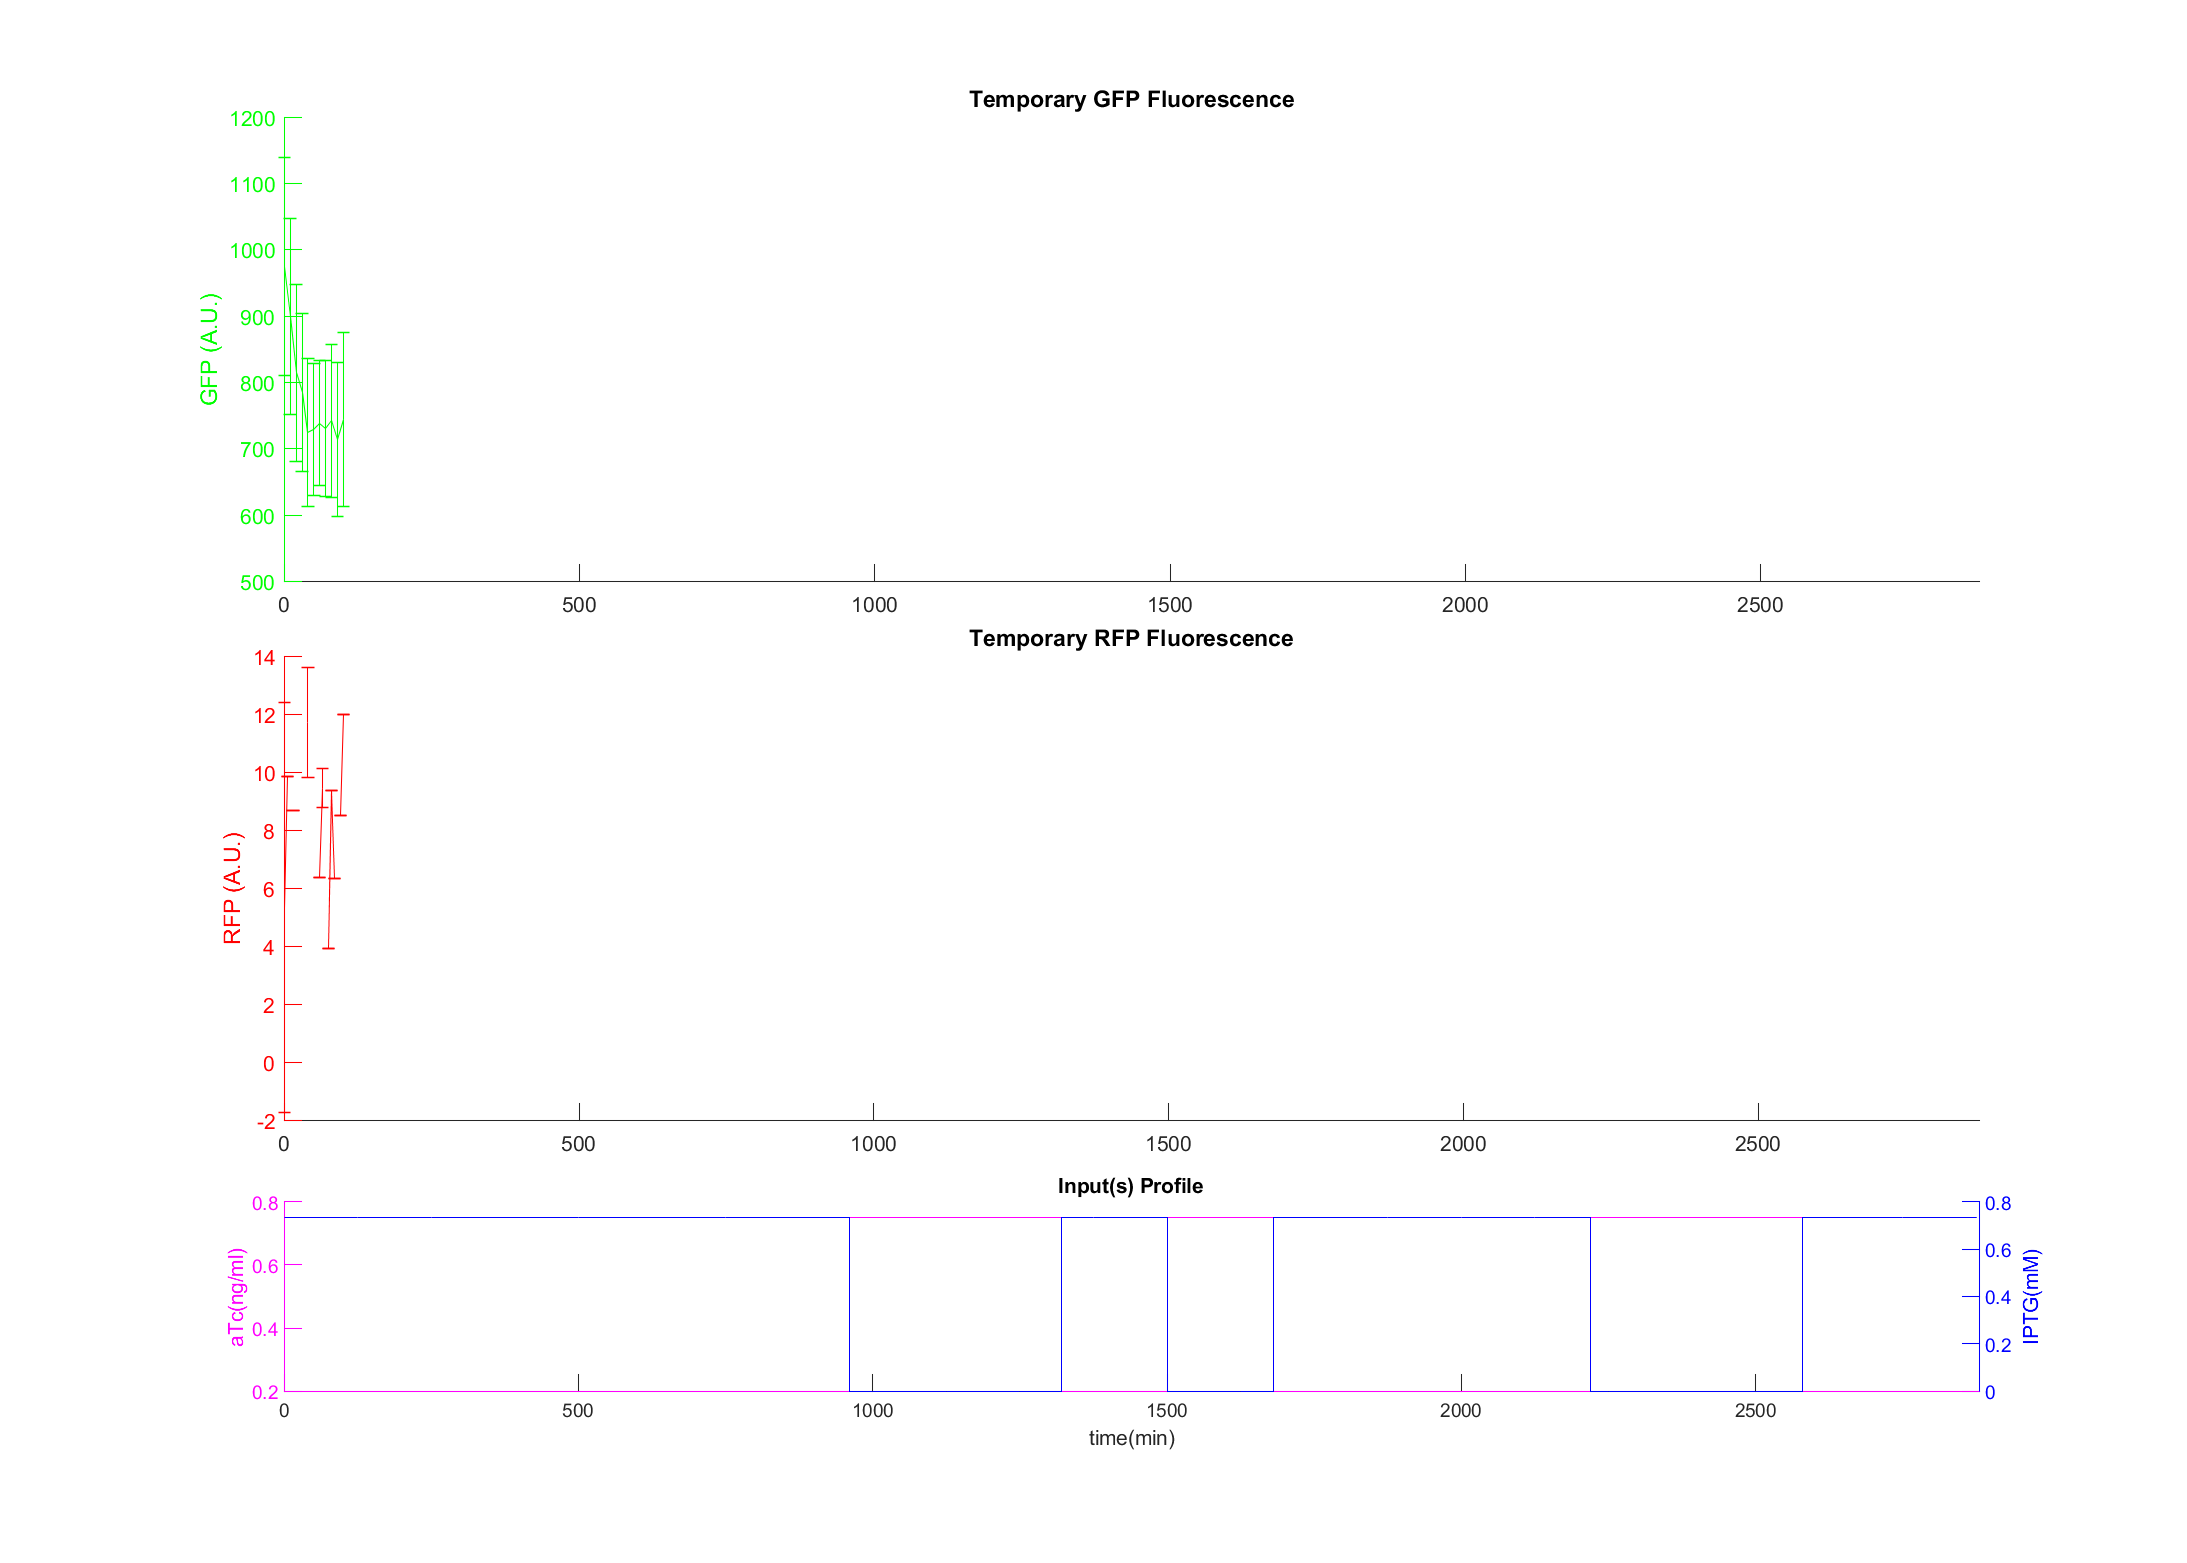 Temporary GFP Fluorescence
1200
1100
1000
900
800
700
600
500
GFP (A.U.)
0 500 1000 1500 2000 2500
Temporary RFP Fluorescence
14
12
10
8
6
4
2
0
-2
RFP (A.U.)
0 500 1000 1500 2000 2500
Input(s) Profile
0.8
0.6
0.4
0.2
aTc(ng/ml)
0.8
0.6
0.4
0.2
0
IPTG(mM)
0 500 1000 1500 2000 2500
time(min)